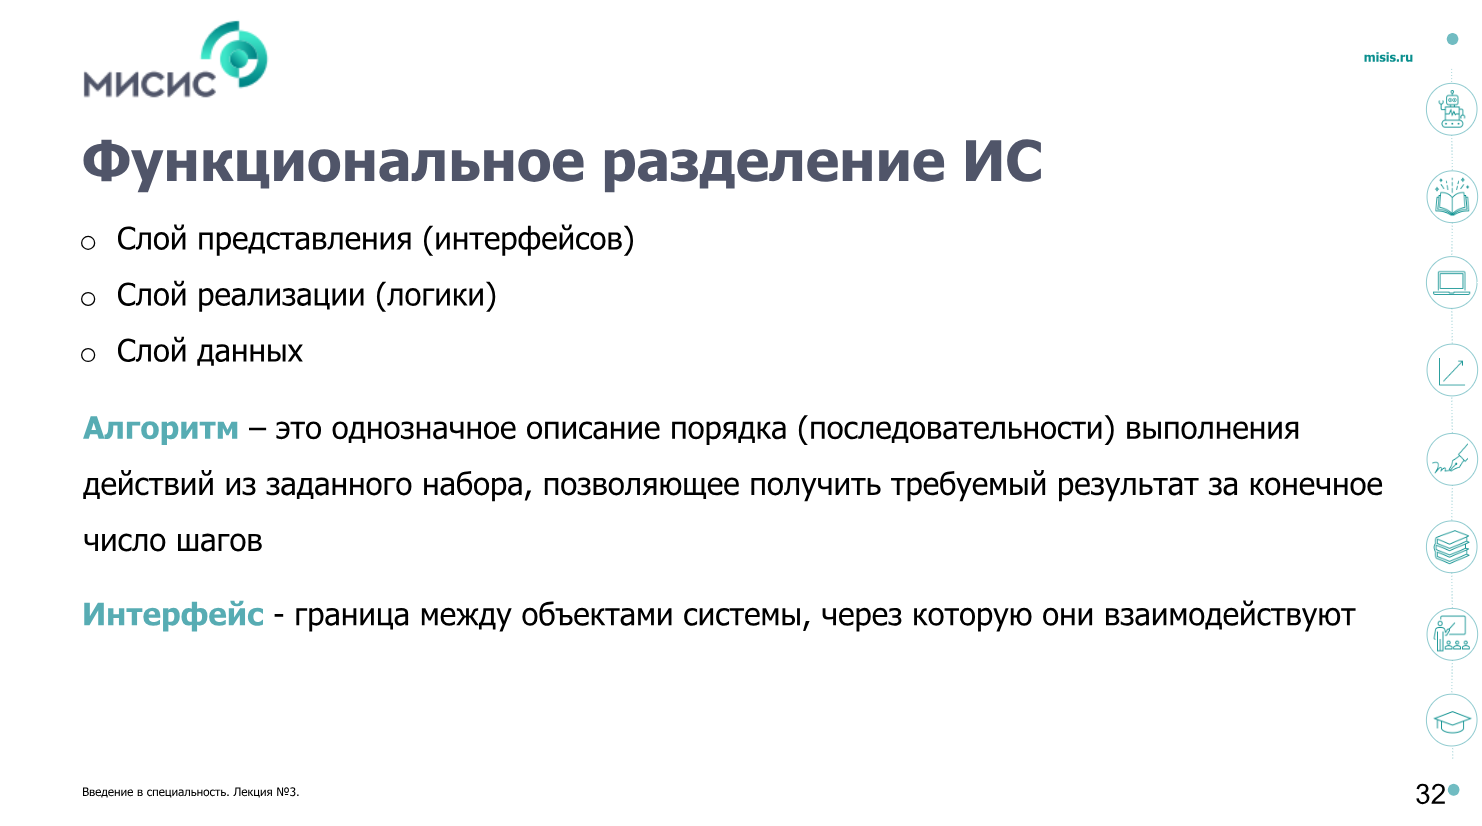 МИСИС
misis.ru
Функциональное разделение ИС
o Слой представления (интерфейсов)
o Слой реализации (логики)
o Слой данных
Алгоритм – это однозначное описание порядка (последовательности) выполнения
действий из заданного набора, позволяющее получить требуемый результат за конечное
число шагов
Интерфейс - граница между объектами системы, через которую они взаимодействуют
Введение в специальность. Лекция №3.
32